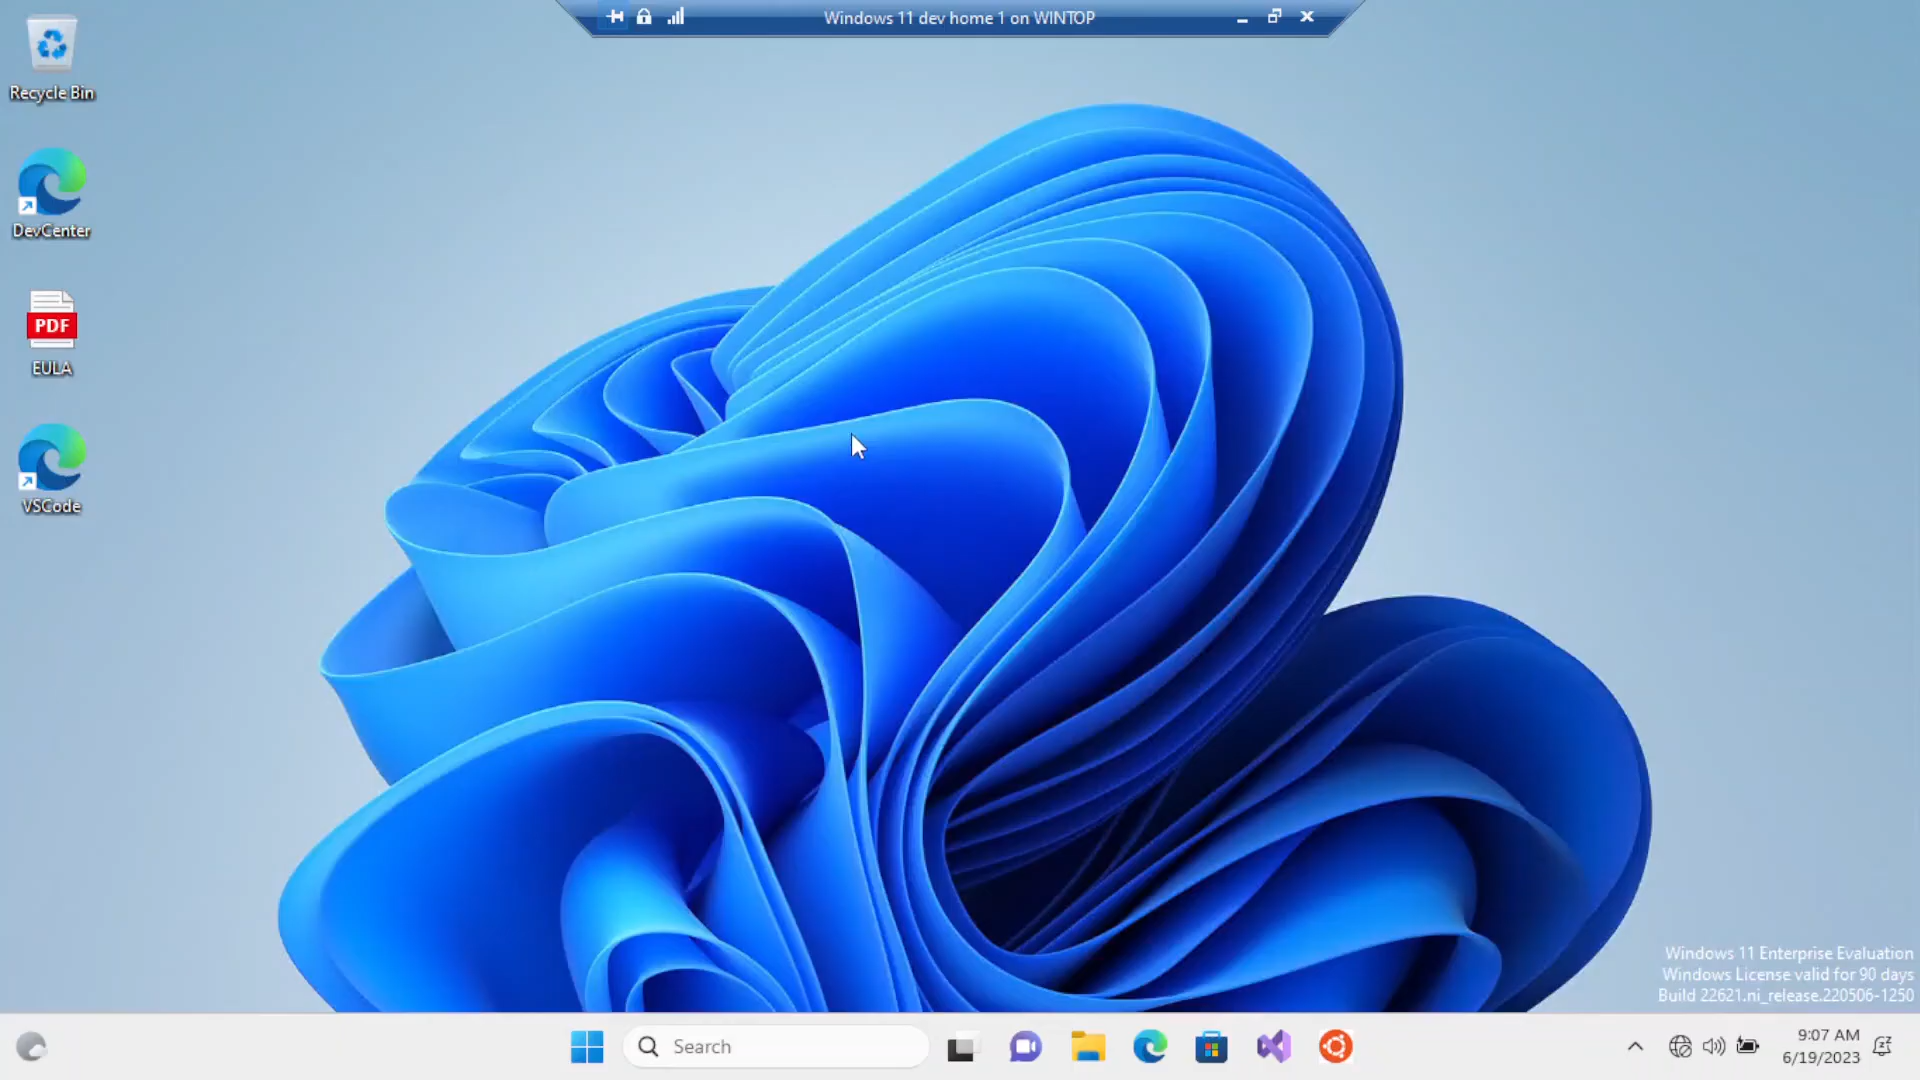 Windows 11 dev home 1 on WINTOP
Recycle Bin
DevCenter
PDF
EULA
VSCode
Windows 11 Enterprise Evaluation
Windows License valid for 90 days
Build 22621.ni_release.220506-1250
Search
9:07 AM
6/19/2023